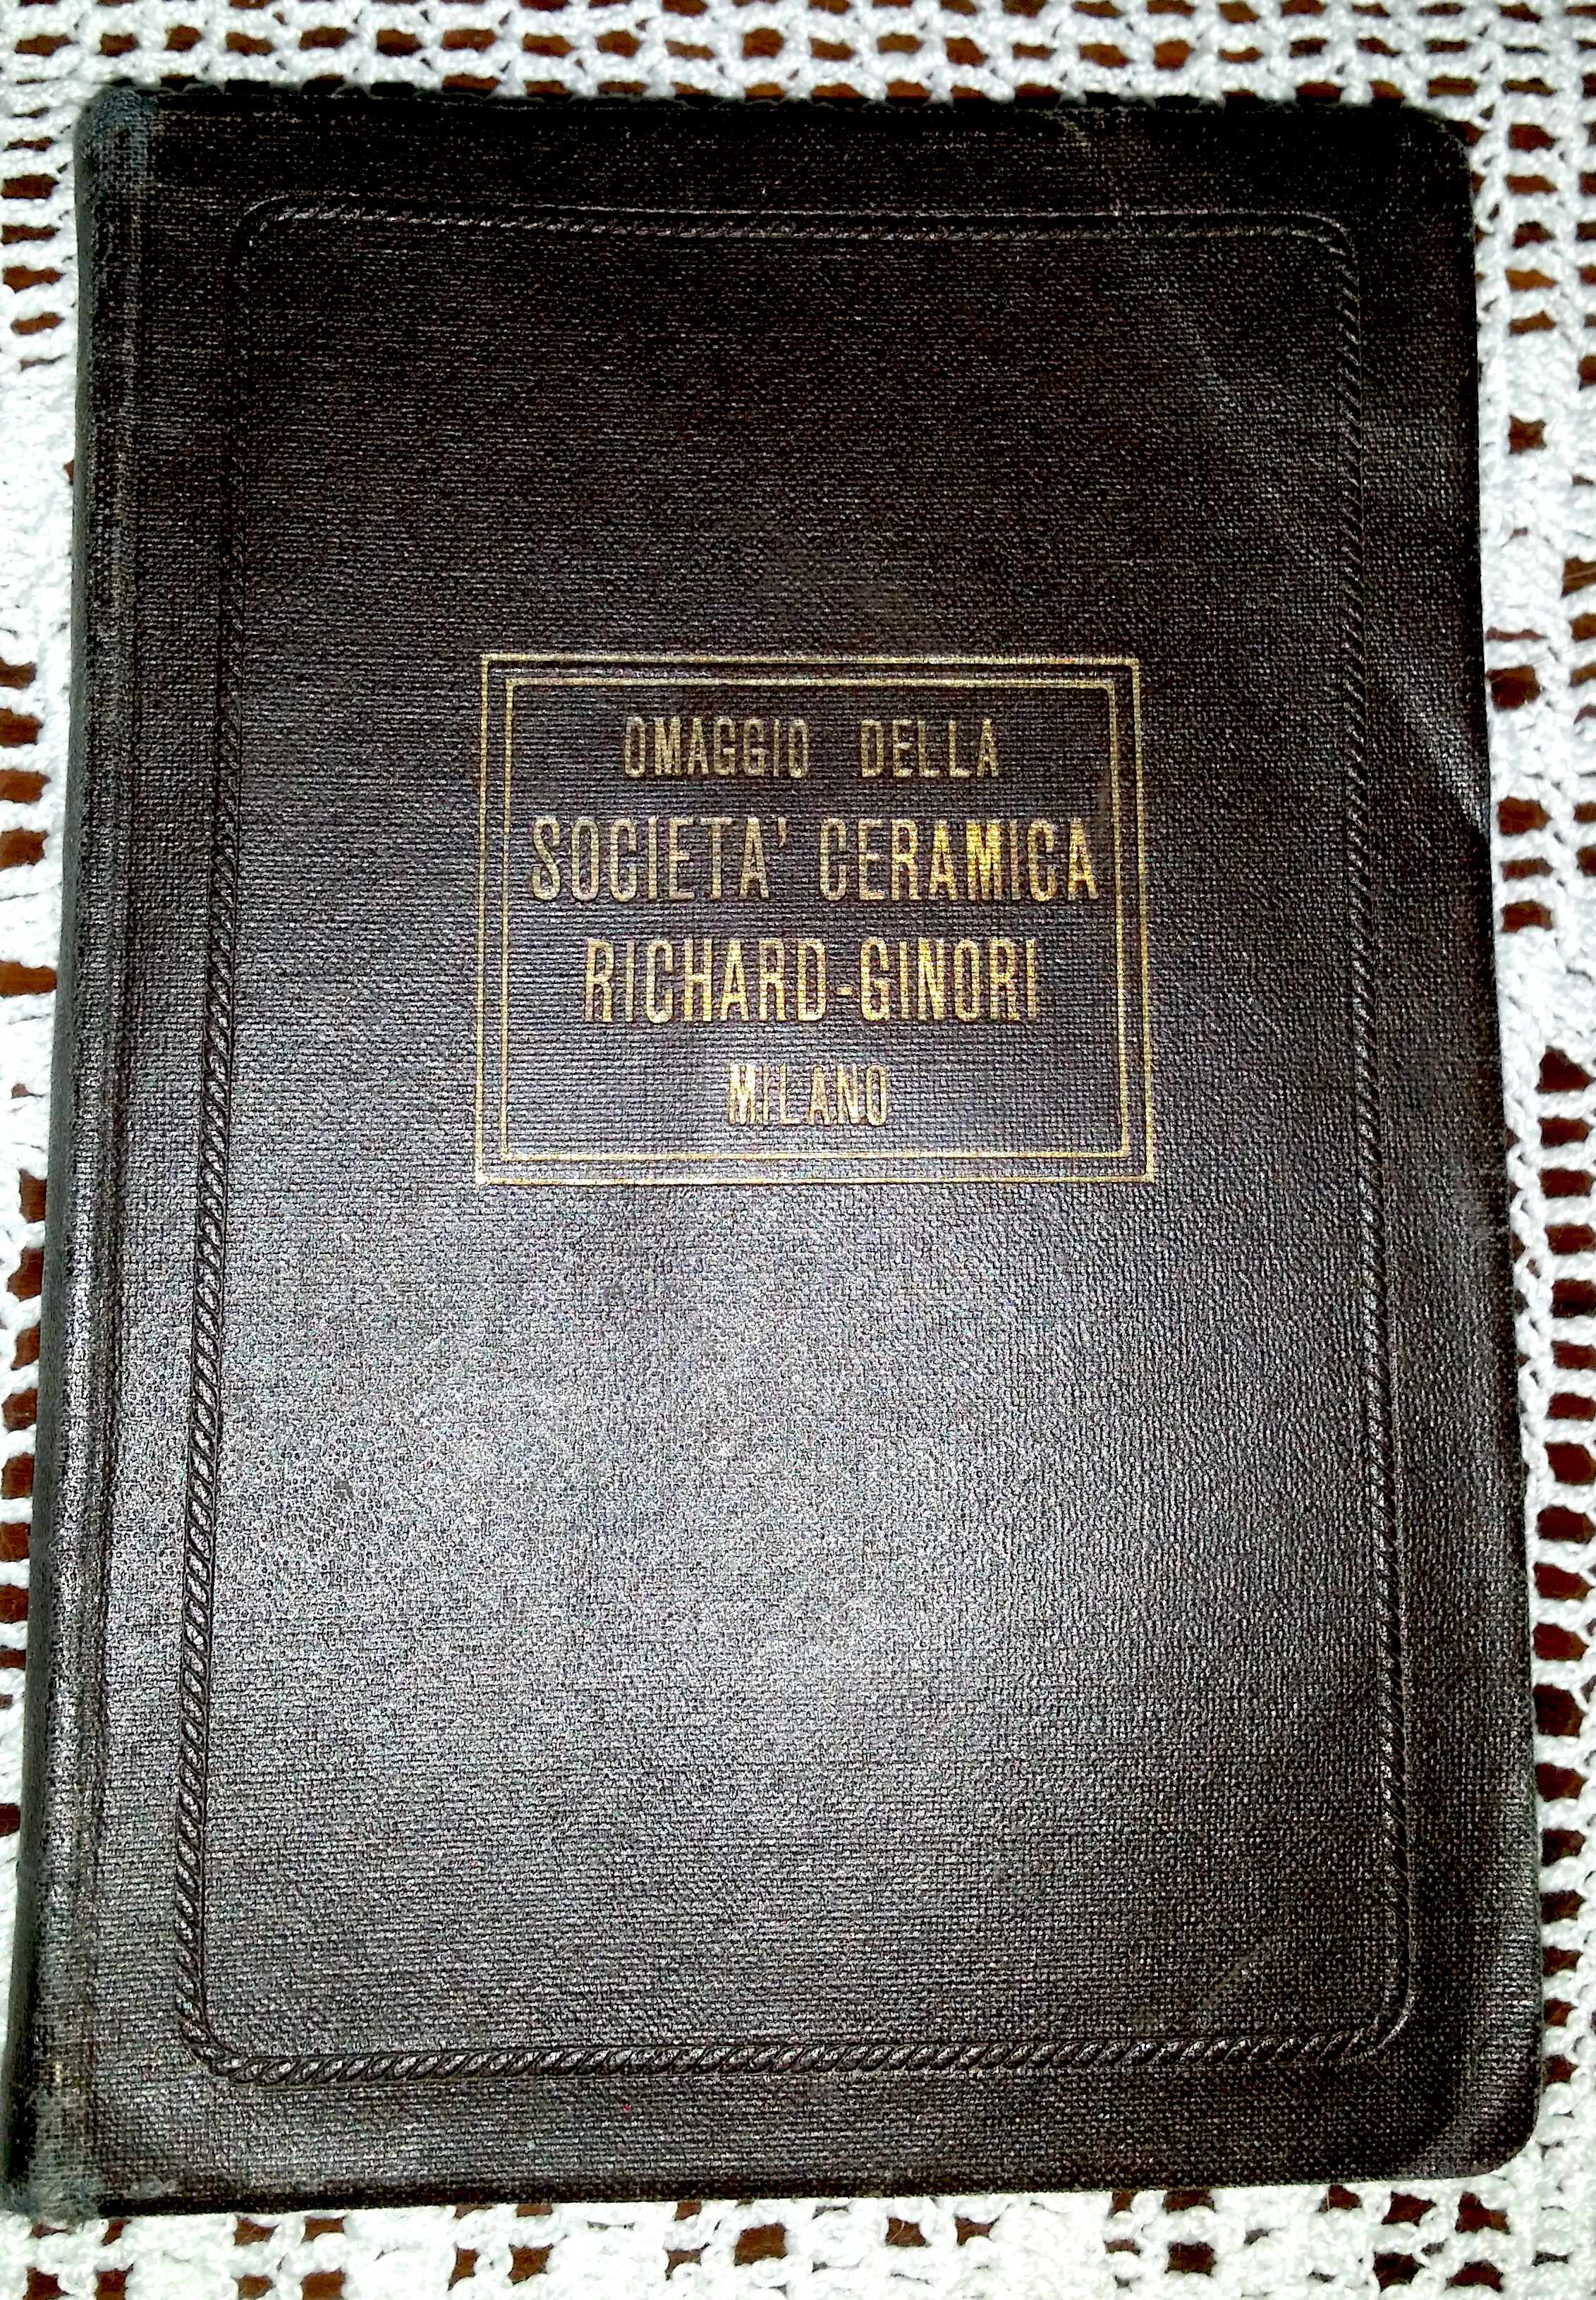 OMAGGIO DELLA
SOCIETA' CERAMICA
RICHARD-GINORI
MILANO